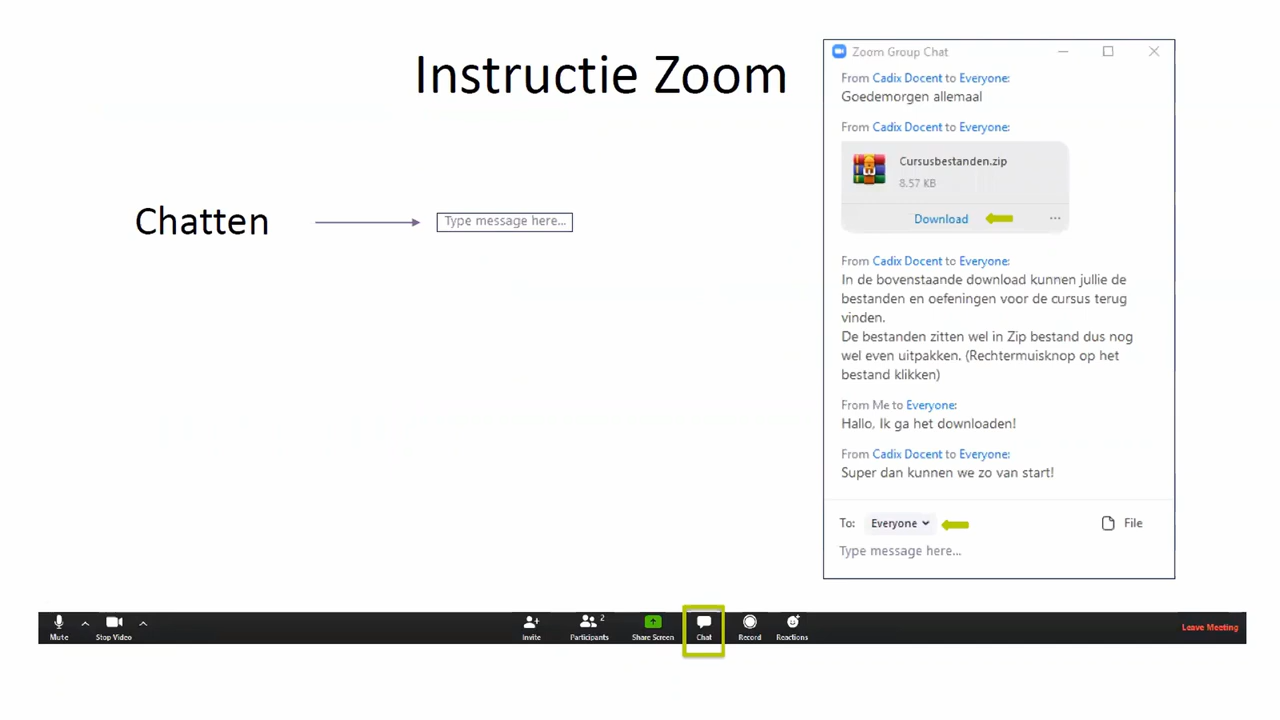 Instructie Zoom
Chatten
Type message here...
Zoom Group Chat
From Cadix Docent to Everyone:
Goedemorgen allemaal
From Cadix Docent to Everyone:
Cursusbestanden.zip
8.57 KB
Download
From Cadix Docent to Everyone:
In de bovenstaande download kunnen jullie de
bestanden en oefeningen voor de cursus terug
vinden.
De bestanden zitten wel in Zip bestand dus nog
wel even uitpakken. (Rechtermuisknop op het
bestand klikken)
From Me to Everyone:
Hallo, Ik ga het downloaden!
From Cadix Docent to Everyone:
Super dan kunnen we zo van start!
To: Everyone File
Type message here...
Mute Stop Video Invite Participants 2 Share Screen Chat Record Reactions Leave Meeting